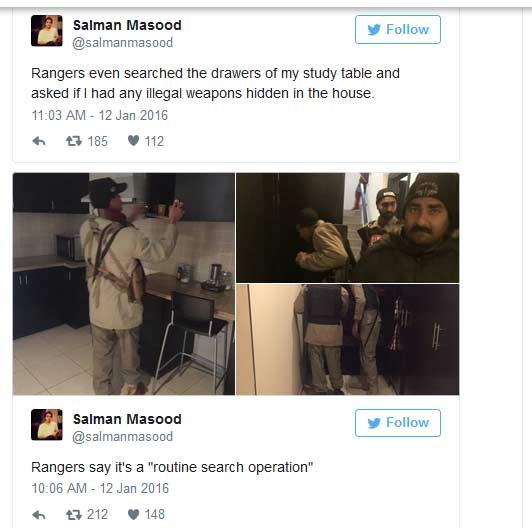 Salman Masood
@salmanmasood
Follow
Rangers even searched the drawers of my study table and
asked if I had any illegal weapons hidden in the house.
11:03 AM - 12 Jan 2016
185 112
Salman Masood
@salmanmasood
Follow
Rangers say it's a "routine search operation"
10:06 AM - 12 Jan 2016
212 148